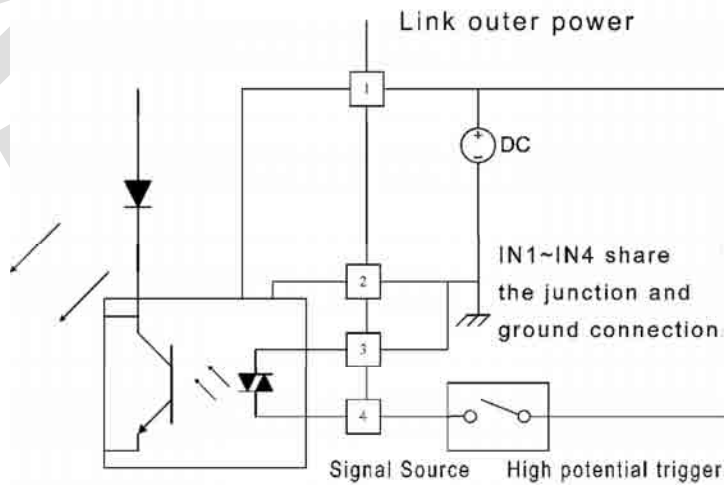 Link outer power
1
+
−
DC
2
IN1~IN4 share
the junction and
ground connection
3
4
Signal Source
High potential trigger